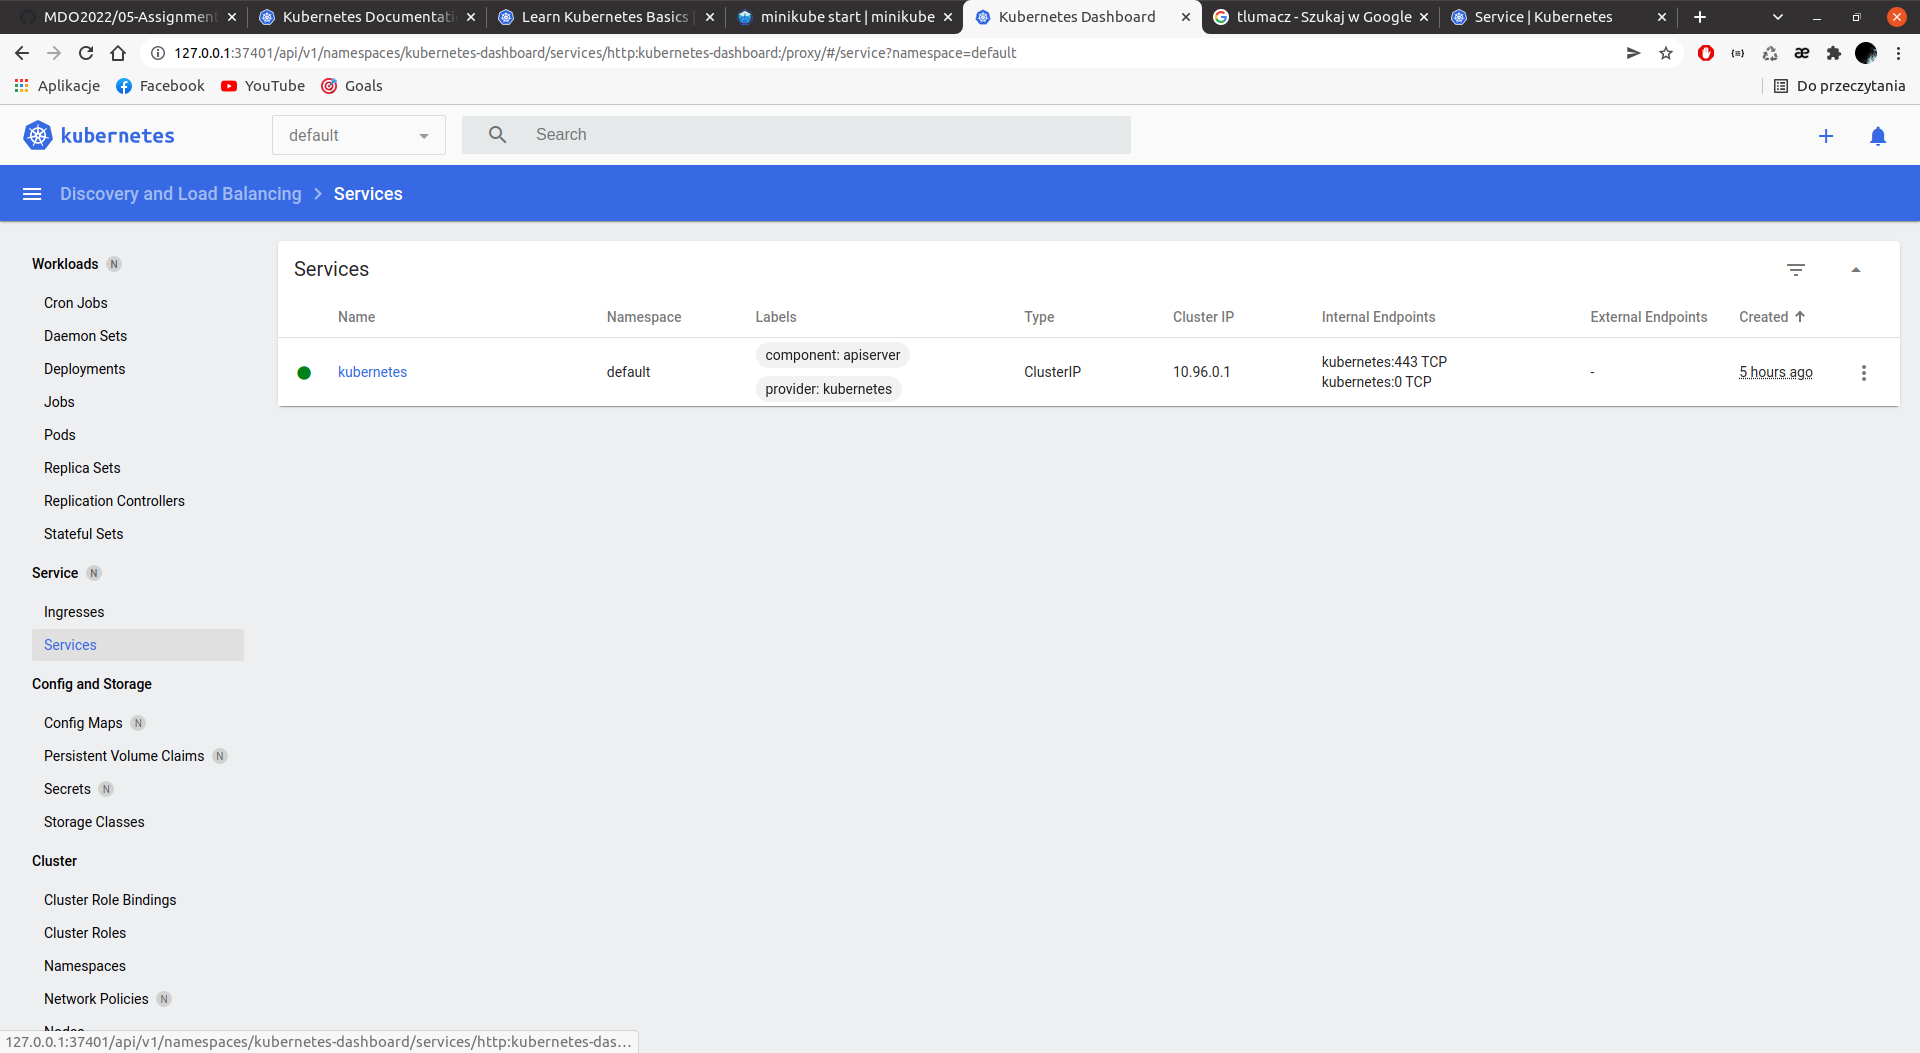 MDO2022/05-Assignment
Kubernetes Documentati
Learn Kubernetes Basics
minikube start | minikube
Kubernetes Dashboard
tlumacz - Szukaj w Google
Service | Kubernetes
127.0.0.1:37401/api/v1/namespaces/kubernetes-dashboard/services/http:kubernetes-dashboard:/proxy/#/service?namespace=default
Aplikacje
Facebook
YouTube
Goals
Do przeczytania
kubernetes
default
Search
Discovery and Load Balancing > Services
Workloads N
Cron Jobs
Daemon Sets
Deployments
Jobs
Pods
Replica Sets
Replication Controllers
Stateful Sets
Service N
Ingresses
Services
Config and Storage
Config Maps N
Persistent Volume Claims N
Secrets N
Storage Classes
Cluster
Cluster Role Bindings
Cluster Roles
Namespaces
Network Policies N
Nodes
Services
Name Namespace Labels Type Cluster IP Internal Endpoints External Endpoints Created
kubernetes default component: apiserver provider: kubernetes ClusterIP 10.96.0.1 kubernetes:443 TCP kubernetes:0 TCP - 5 hours ago
127.0.0.1:37401/api/v1/namespaces/kubernetes-dashboard/services/http:kubernetes-das…